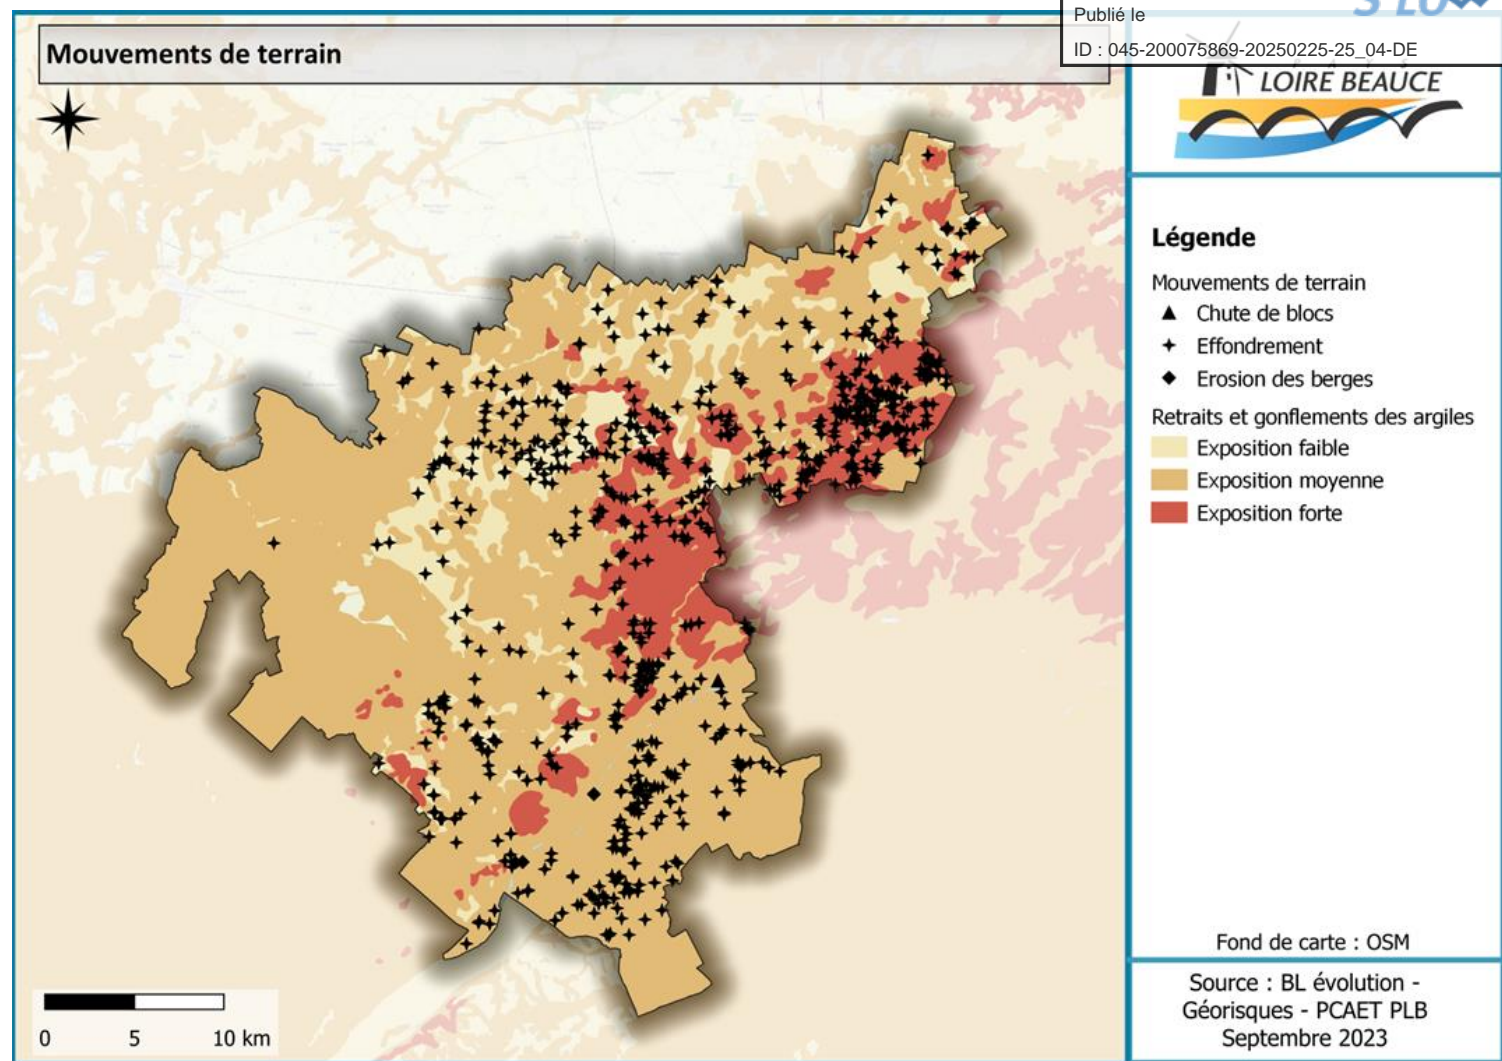 Publié le
ID : 045-200075869-20250225-25_04-DE
Mouvements de terrain
LOIRE BEAUCE
Légende
Mouvements de terrain
Chute de blocs
Effondrement
Erosion des berges
Retraits et gonflements des argiles
Exposition faible
Exposition moyenne
Exposition forte
Fond de carte : OSM
Source : BL évolution -
Géorisques - PCAET PLB
Septembre 2023
0 5 10 km